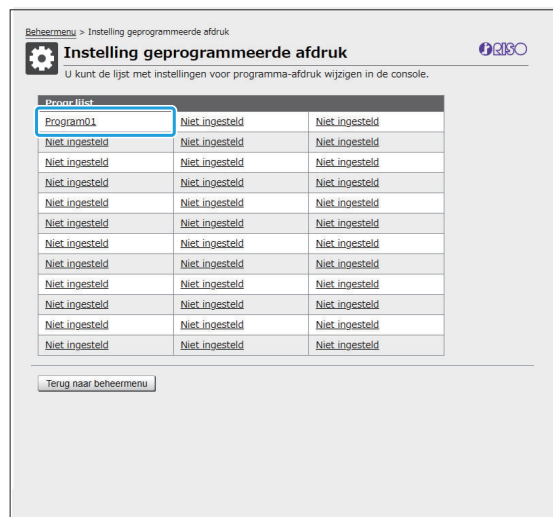 Beheermenu > Instelling geprogrammeerde afdruk
Instelling geprogrammeerde afdruk
RISO
U kunt de lijst met instellingen voor programma-afdruk wijzigen in de console.
Progr.lijst
Program01 Niet ingesteld Niet ingesteld
Niet ingesteld Niet ingesteld Niet ingesteld
Niet ingesteld Niet ingesteld Niet ingesteld
Niet ingesteld Niet ingesteld Niet ingesteld
Niet ingesteld Niet ingesteld Niet ingesteld
Niet ingesteld Niet ingesteld Niet ingesteld
Niet ingesteld Niet ingesteld Niet ingesteld
Niet ingesteld Niet ingesteld Niet ingesteld
Niet ingesteld Niet ingesteld Niet ingesteld
Niet ingesteld Niet ingesteld Niet ingesteld
Niet ingesteld Niet ingesteld Niet ingesteld
Niet ingesteld Niet ingesteld Niet ingesteld
Terug naar beheermenu